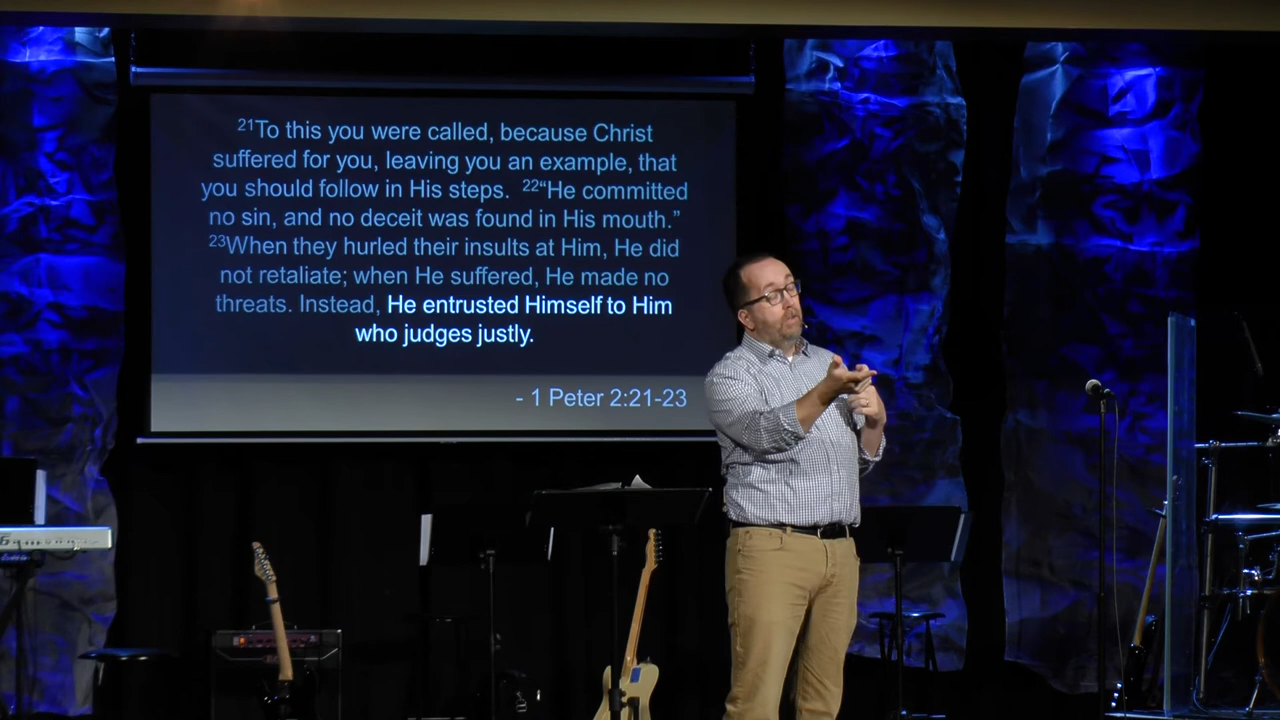 ²¹To this you were called, because Christ
suffered for you, leaving you an example, that
you should follow in His steps. ²²“He committed
no sin, and no deceit was found in His mouth.”
²³When they hurled their insults at Him, He did
not retaliate; when He suffered, He made no
threats. Instead, He entrusted Himself to Him
who judges justly.
- 1 Peter 2:21-23